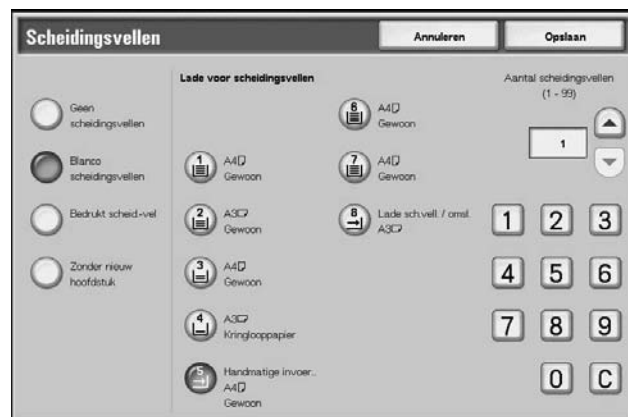 Scheidingsvellen
Annuleren
Opslaan
Geen
scheidingsvellen
Blanco
scheidingsvellen
Bedrukt scheid.-vel
Zonder nieuw
hoofdstuk
Lade voor scheidingsvellen
1
A4
Gewoon
2
A3
Gewoon
3
A4
Gewoon
4
A3
Kringlooppapier
5
Handmatige invoer..
A4
Gewoon
6
A4
Gewoon
7
A4
Gewoon
8
Lade sch.vell. / omsl.
A3
Aantal scheidingsvellen
(1 - 99)
1
1 2 3
4 5 6
7 8 9
0 C